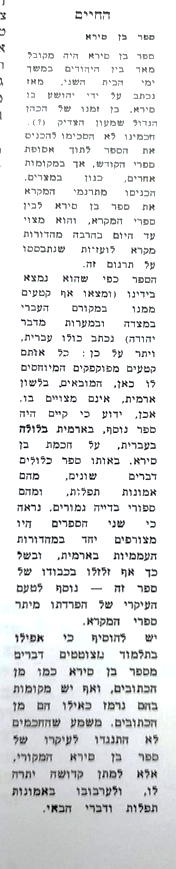 החיים
ספר בן סירא
ספר בן סירא היה מקובל
מאד בין היהודים במשך
ימי הבית השני, מאז
נכתב על ידי יהושע בן
סירא, בן זמנו של הכהן
הגדול שמעון הצדיק (?).
חכמינו לא הסכימו להכניס
את הספר לתוך אסופת
ספרי הקודש, אך במקומות
אחרים, כגון במצרים,
הכניסו מתרגמי המקרא
את ספר בן סירא לבין
ספרי המקרא, והוא מצוי
עד היום בהרבה מהדורות
מקרא לועזיות שנתבססו
על תרגום זה.
הספר כפי שהוא נמצא
בידינו (ומצאו אף קטעים
ממנו במקורם העברי
במצדה ובמערות מדבר
יהודה) נכתב כולו עברית,
ויתר על כן: כל אותם
קטעים מפוקפקים המיוחסים
לו כאן, המובאים, בלשון
ארמית, אינם מצויים בו.
אכן, ידוע כי קיים היה
ספר נוסף, בארמית בלולה
בעברית, על חכמת בן
סירא. באותו ספר כלולים
דברים שונים, מהם
אמונות תפלות, ומהם
ספורי בדייה גמורים. נראה
כי שני הספרים היו
מצורפים יחד במהדורות
העממיות בארמית, ובשל
כך אף זלזלו בכבודו של
ספר זה — נוסף לטעם
העיקרי של הפרדתו מיתר
ספרי המקרא.
יש להוסיף כי אפילו
בתלמוד מצוטטים דברים
מספר בן סירא כמו מן
הכתובים, ואף יש מקומות
בהם נרמז כאילו הם מן
הכתובים. משמע שהחכמים
לא התנגדו לעיקרו של
ספר בן סירא המקורי,
אלא למתן קדושה יתרה
לו, ולערבובו באמונות
תפלות ודברי הבאי.